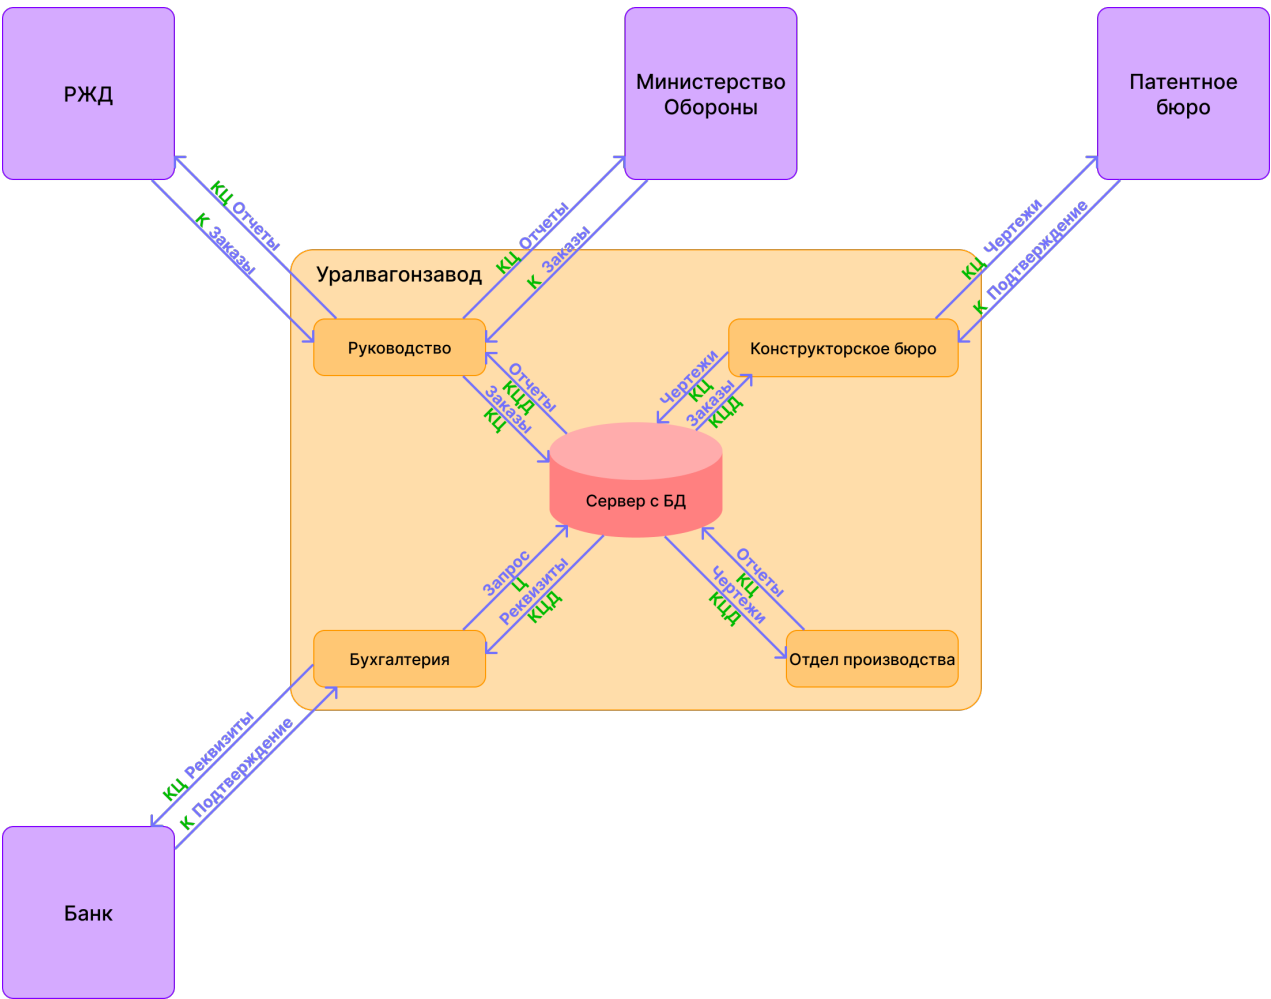 РЖД
Министерство
Обороны
Патентное
бюро
КЦ Отчеты
К Заказы
КЦ Отчеты
К Заказы
КЦ Чертежи
К Подтверждение
Уралвагонзавод
Руководство
Конструкторское бюро
Отчеты
КЦД
Заказы
КЦ
Чертежи
КЦ
Заказы
КЦД
Сервер с БД
Запрос
Ц
Реквизиты
КЦД
Отчеты
КЦ
Чертежи
КЦД
Бухгалтерия
Отдел производства
КЦ Реквизиты
К Подтверждение
Банк